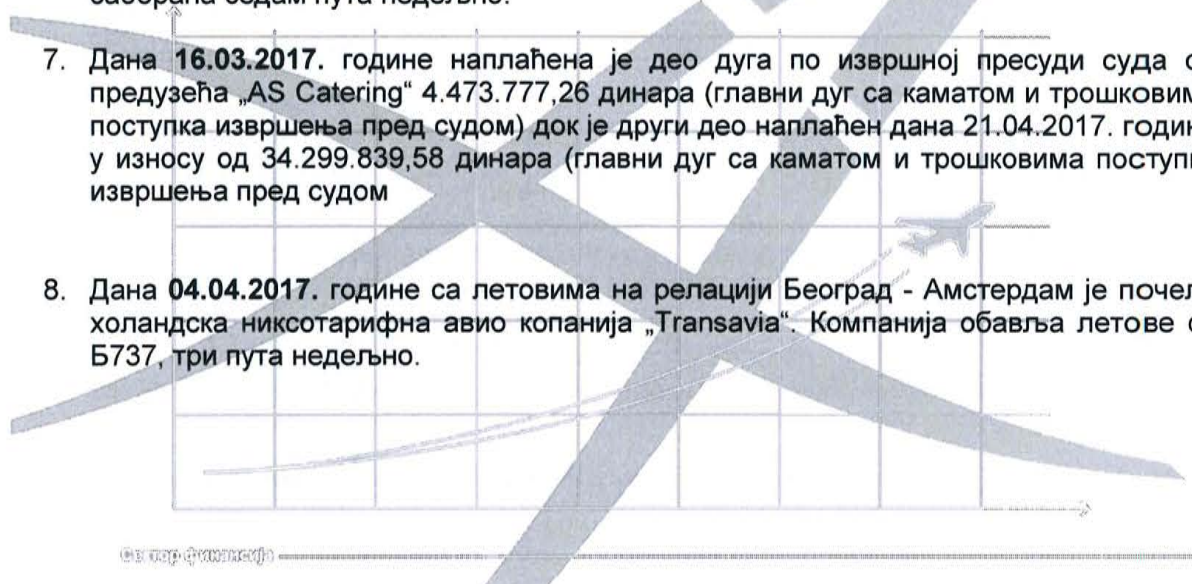 седам пута недељно.
7. Дана 16.03.2017. године наплаћена је део дуга по извршној пресуди суда
предузећа „AS Catering“ 4.473.777,26 динара (главни дуг са каматом и трошковим
поступка извршења пред судом) док је други део наплаћен дана 21.04.2017. годин
у износу од 34.299.839,58 динара (главни дуг са каматом и трошковима поступк
извршења пред судом
8. Дана 04.04.2017. године са летовима на релацији Београд - Амстердам је почел
холандска никсотарифна авио копанија „Transavia“. Компанија обавља летове с
Б737, три пута недељно.
Сектор финансија